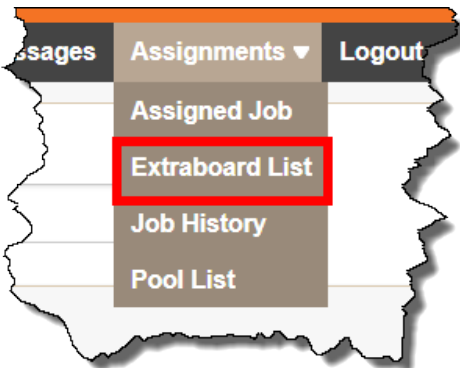 ssages Assignments ▼ Logout
Assigned Job
Extraboard List
Job History
Pool List